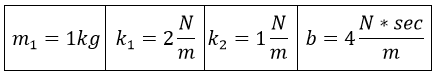 m₁ = 1kg k₁ = 2 N/m k₂ = 1 N/m b = 4 N * sec/m